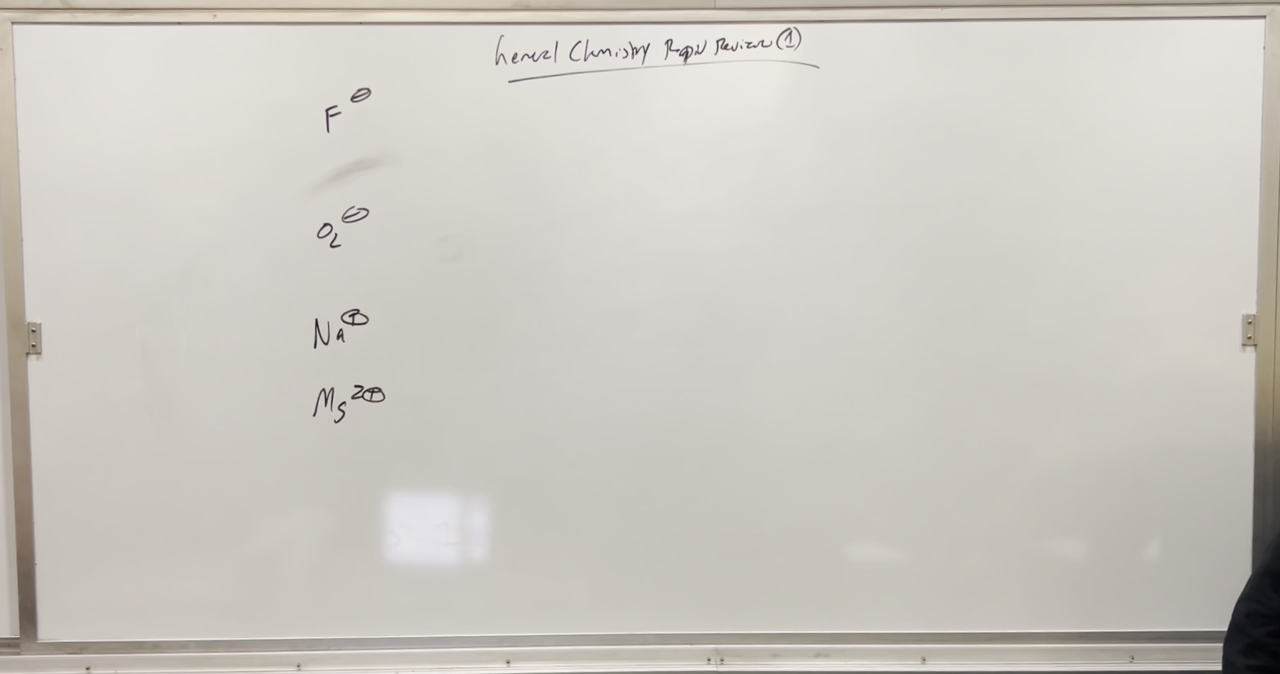 General Chemistry Rapid Review (1)
F⊖
O₂⊖
Na⊕
Mg²⊕